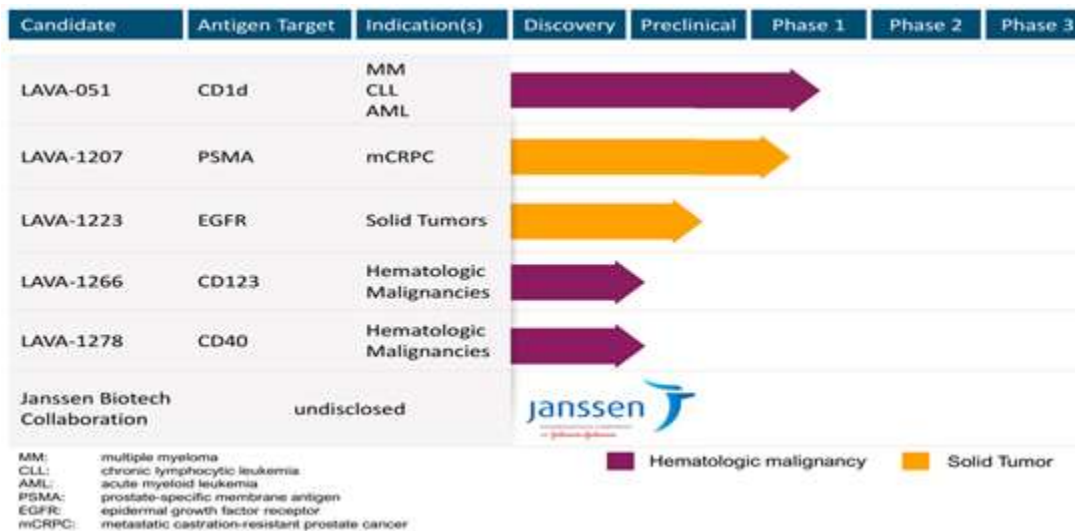 Candidate Antigen Target Indication(s) Discovery Preclinical Phase 1 Phase 2 Phase 3
LAVA-051 CD1d MM
CLL
AML
LAVA-1207 PSMA mCRPC
LAVA-1223 EGFR Solid Tumors
LAVA-1266 CD123 Hematologic
Malignancies
LAVA-1278 CD40 Hematologic
Malignancies
Janssen Biotech
Collaboration
undisclosed
janssen
Johnson & Johnson
MM: multiple myeloma
CLL: chronic lymphocytic leukemia
AML: acute myeloid leukemia
PSMA: prostate-specific membrane antigen
EGFR: epidermal growth factor receptor
mCRPC: metastatic castration-resistant prostate cancer
Hematologic malignancy
Solid Tumor